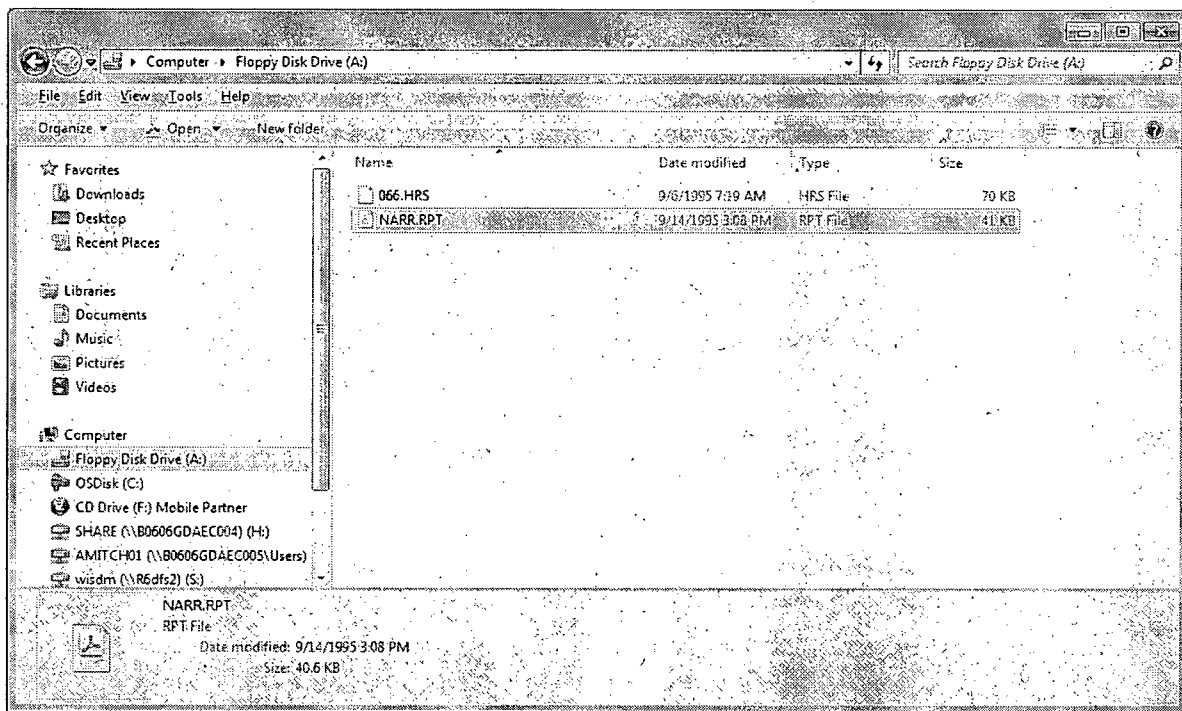 Computer Floppy Disk Drive (A:) Search Floppy Disk Drive (A:)
File Edit View Tools Help
Organize Open New folder
Name Date modified Type Size
066.HRS 9/6/1995 7:19 AM HRS File 70 KB
NARR.RPT 9/14/1995 3:08 PM RPT File 41 KB
Favorites
Downloads
Desktop
Recent Places
Libraries
Documents
Music
Pictures
Videos
Computer
Floppy Disk Drive (A:)
OSDisk (C:)
CD Drive (F:) Mobile Partner
SHARE (\\B0606GDAEC004) (H:)
AMITCH01 (\\B0606GDAEC005\Users)
wisdm (\\R6dfs2) (S:)
NARR.RPT
RPT File
Date modified: 9/14/1995 3:08 PM
Size: 40.6 KB